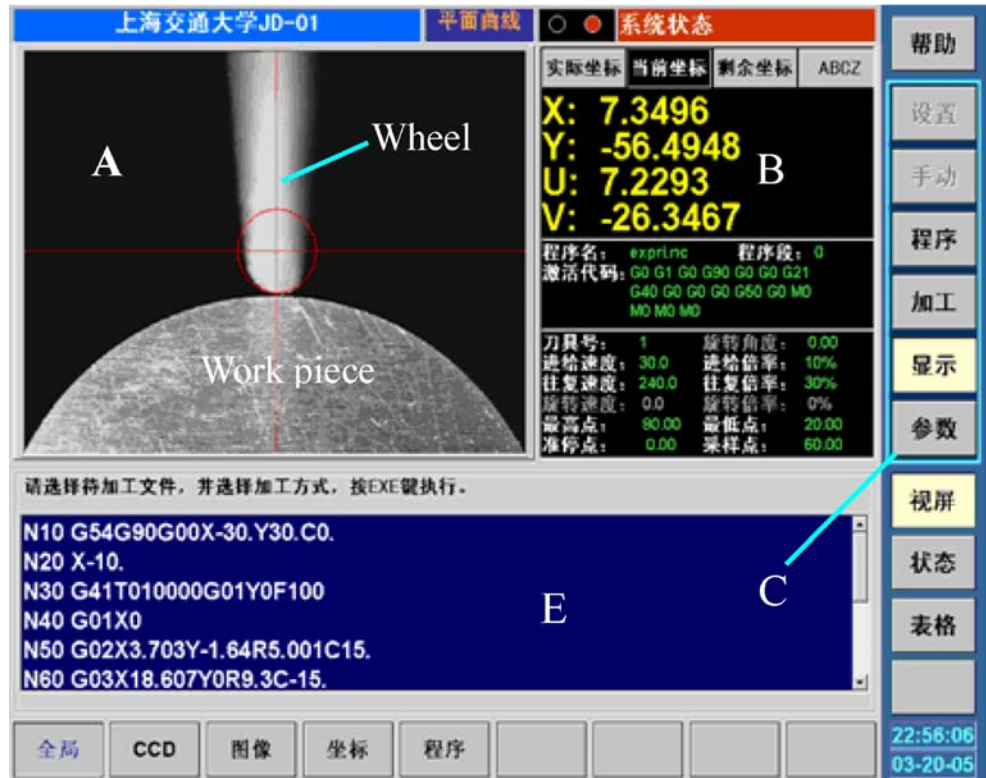 上海交通大学JD-01 平面曲线 系统状态
帮助
实际坐标 当前坐标 剩余坐标 ABCZ
设置
X: 7.3496
Y: -56.4948
U: 7.2293
V: -26.3467
A
Wheel
B
手动
程序
程序名: expri.nc 程序段: 0
激活代码: G0 G1 G0 G90 G0 G0 G21
G40 G0 G0 G0 G50 G0 M0
M0 M0 M0
加工
刀具号: 1 旋转角度: 0.00
进给速度: 30.0 进给倍率: 10%
往复速度: 240.0 往复倍率: 30%
旋转速度: 0.0 旋转倍率: 0%
最高点: 80.00 最低点: 20.00
准停点: 0.00 采样点: 60.00
Work piece
显示
参数
请选择待加工文件，并选择加工方式，按EXE键执行。
视屏
N10 G54G90G00X-30.Y30.C0.
N20 X-10.
N30 G41T010000G01Y0F100
N40 G01X0
N50 G02X3.703Y-1.64R5.001C15.
N60 G03X18.607Y0R9.3C-15.
E
C
状态
表格
全局 CCD 图像 坐标 程序
22:56:06
03-20-05